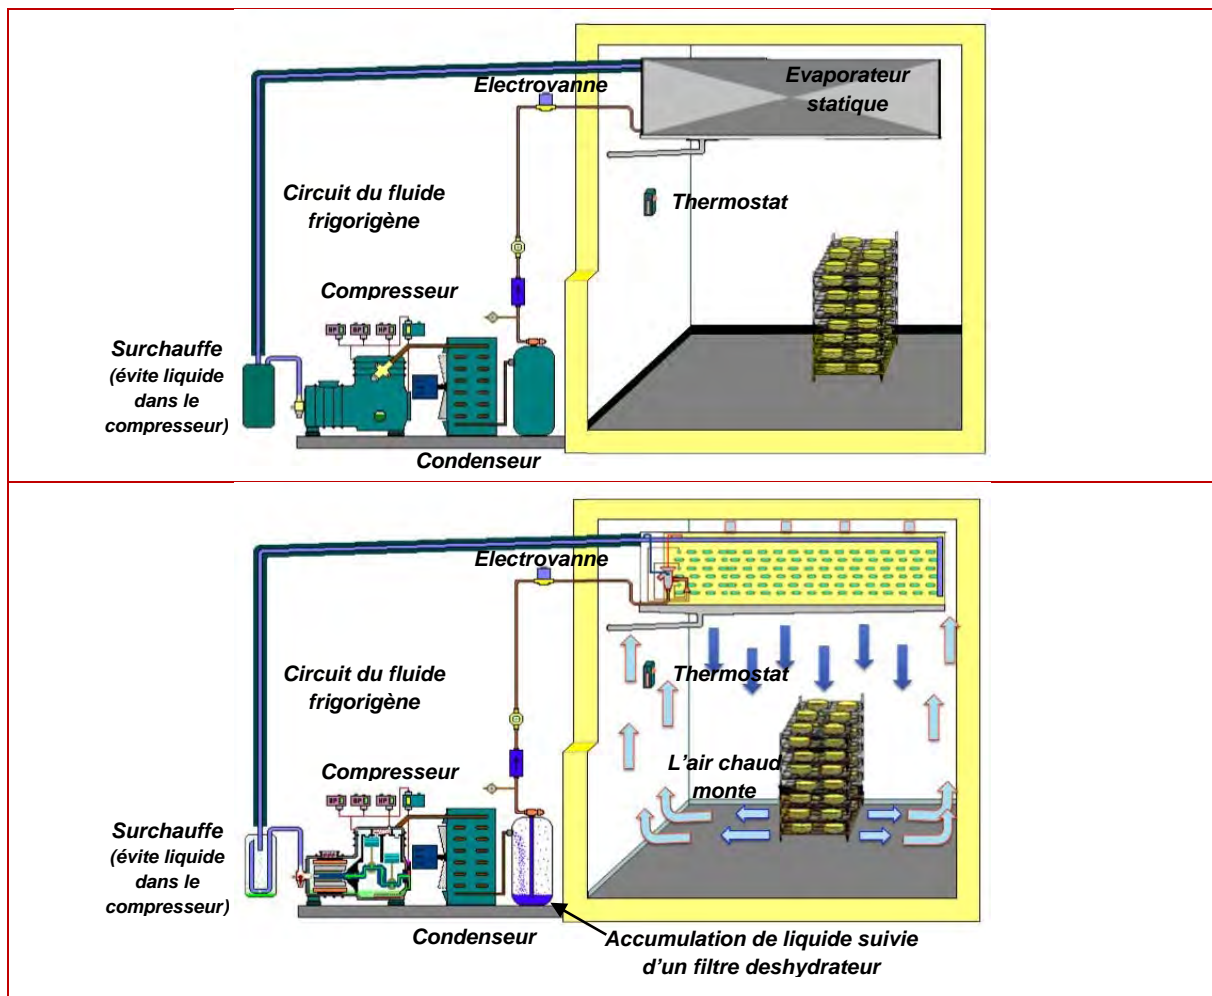 Evaporateur
statique
Electrovanne
Circuit du fluide
frigorigène
Thermostat
Compresseur
Surchauffe
(évite liquide
dans le
compresseur)
Condenseur
Electrovanne
Circuit du fluide
frigorigène
Thermostat
L'air chaud
monte
Compresseur
Surchauffe
(évite liquide
dans le
compresseur)
Condenseur
Accumulation de liquide suivie
d'un filtre deshydrateur